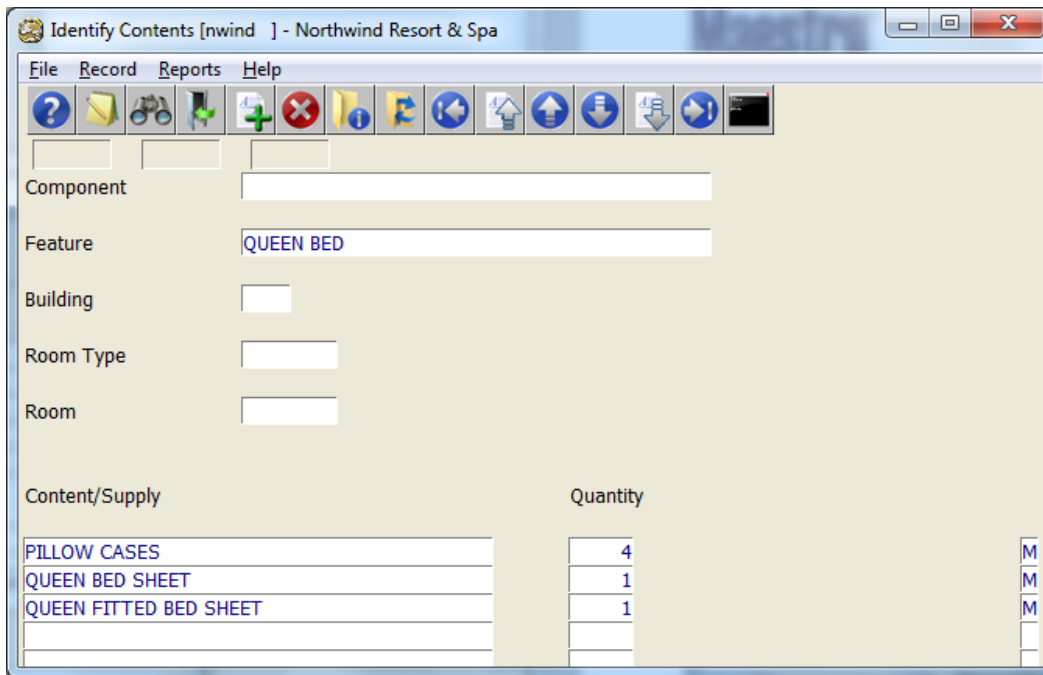 Identify Contents [nwind ] - Northwind Resort & Spa
Maestro
File Record Reports Help
Component
Feature QUEEN BED
Building
Room Type
Room
Content/Supply Quantity
PILLOW CASES 4 M
QUEEN BED SHEET 1 M
QUEEN FITTED BED SHEET 1 M